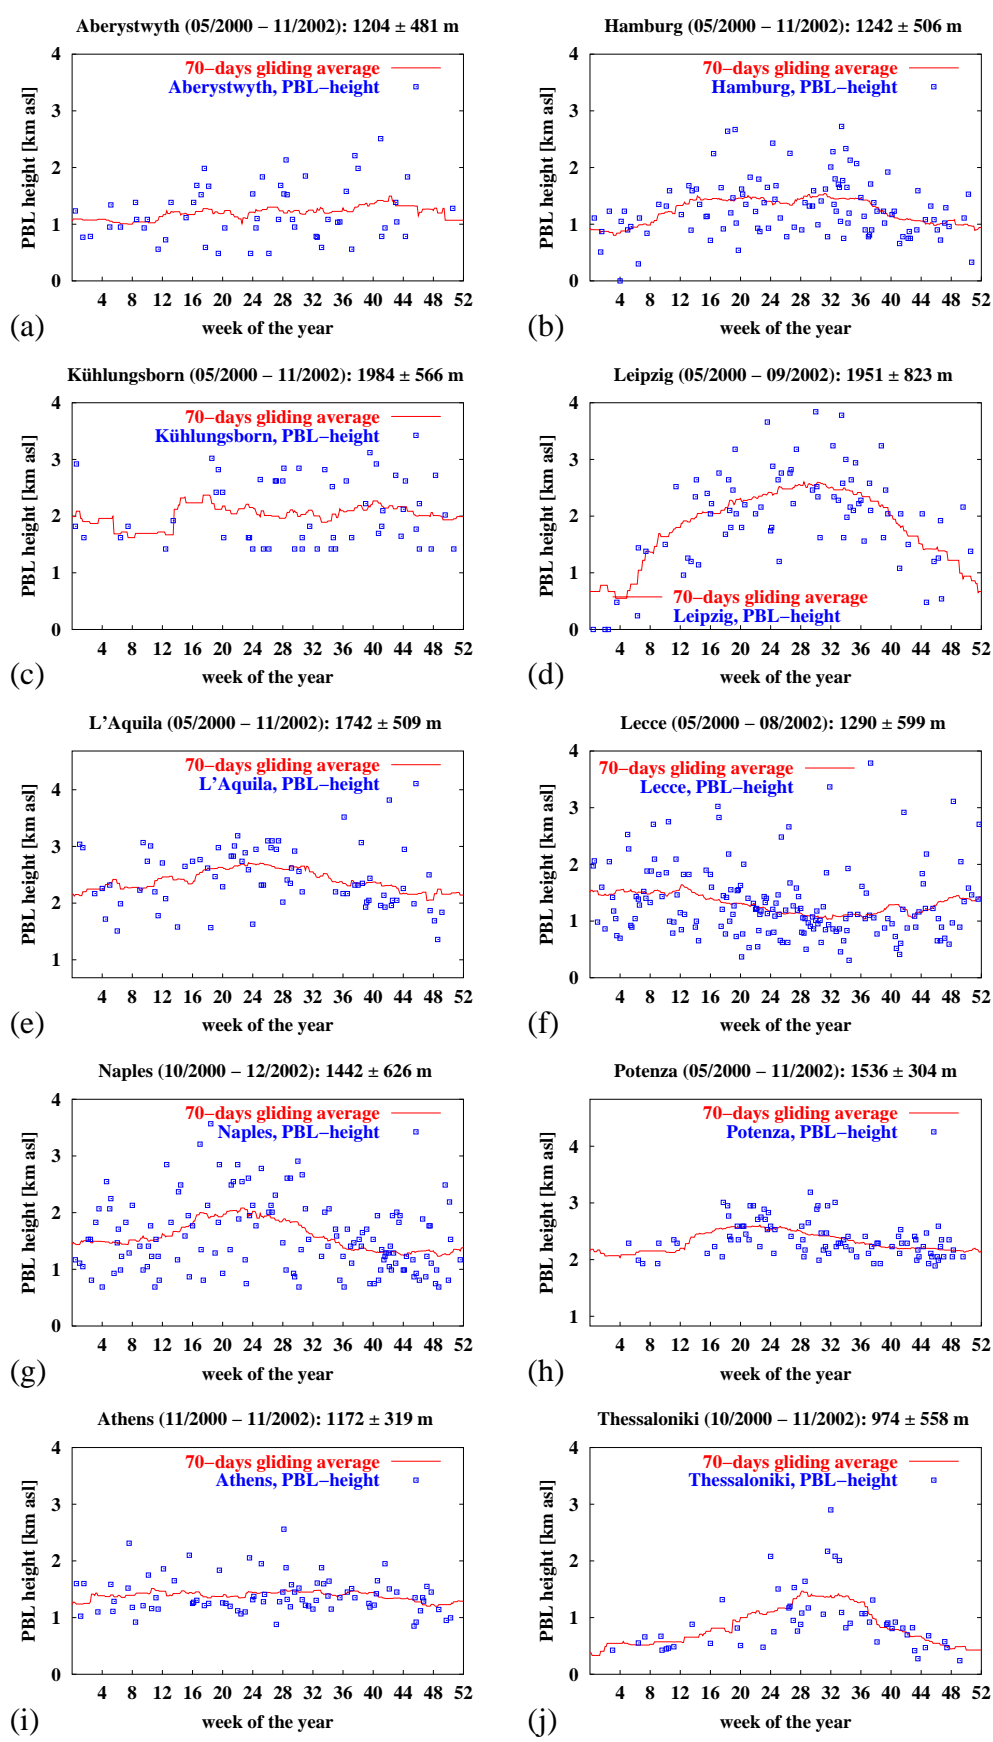 Aberystwyth (05/2000 – 11/2002): 1204 ± 481 m
70–days gliding average
Aberystwyth, PBL–height
PBL height [km asl]
4
3
2
1
0
4 8 12 16 20 24 28 32 36 40 44 48 52
week of the year
(a)
Hamburg (05/2000 – 11/2002): 1242 ± 506 m
70–days gliding average
Hamburg, PBL–height
PBL height [km asl]
4
3
2
1
0
4 8 12 16 20 24 28 32 36 40 44 48 52
week of the year
(b)
Kühlungsborn (05/2000 – 11/2002): 1984 ± 566 m
70–days gliding average
Kühlungsborn, PBL–height
PBL height [km asl]
4
3
2
1
0
4 8 12 16 20 24 28 32 36 40 44 48 52
week of the year
(c)
Leipzig (05/2000 – 09/2002): 1951 ± 823 m
70–days gliding average
Leipzig, PBL–height
PBL height [km asl]
4
3
2
1
0
4 8 12 16 20 24 28 32 36 40 44 48 52
week of the year
(d)
L'Aquila (05/2000 – 11/2002): 1742 ± 509 m
70–days gliding average
L'Aquila, PBL–height
PBL height [km asl]
4
3
2
1
4 8 12 16 20 24 28 32 36 40 44 48 52
week of the year
(e)
Lecce (05/2000 – 08/2002): 1290 ± 599 m
70–days gliding average
Lecce, PBL–height
PBL height [km asl]
4
3
2
1
0
4 8 12 16 20 24 28 32 36 40 44 48 52
week of the year
(f)
Naples (10/2000 – 12/2002): 1442 ± 626 m
70–days gliding average
Naples, PBL–height
PBL height [km asl]
4
3
2
1
0
4 8 12 16 20 24 28 32 36 40 44 48 52
week of the year
(g)
Potenza (05/2000 – 11/2002): 1536 ± 304 m
70–days gliding average
Potenza, PBL–height
PBL height [km asl]
4
3
2
1
4 8 12 16 20 24 28 32 36 40 44 48 52
week of the year
(h)
Athens (11/2000 – 11/2002): 1172 ± 319 m
70–days gliding average
Athens, PBL–height
PBL height [km asl]
4
3
2
1
0
4 8 12 16 20 24 28 32 36 40 44 48 52
week of the year
(i)
Thessaloniki (10/2000 – 11/2002): 974 ± 558 m
70–days gliding average
Thessaloniki, PBL–height
PBL height [km asl]
4
3
2
1
0
4 8 12 16 20 24 28 32 36 40 44 48 52
week of the year
(j)